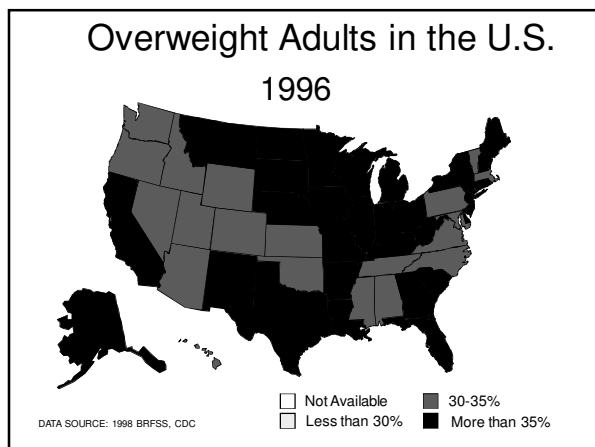 Overweight Adults in the U.S.
1996
Not Available
30-35%
Less than 30%
More than 35%
DATA SOURCE: 1998 BRFSS, CDC